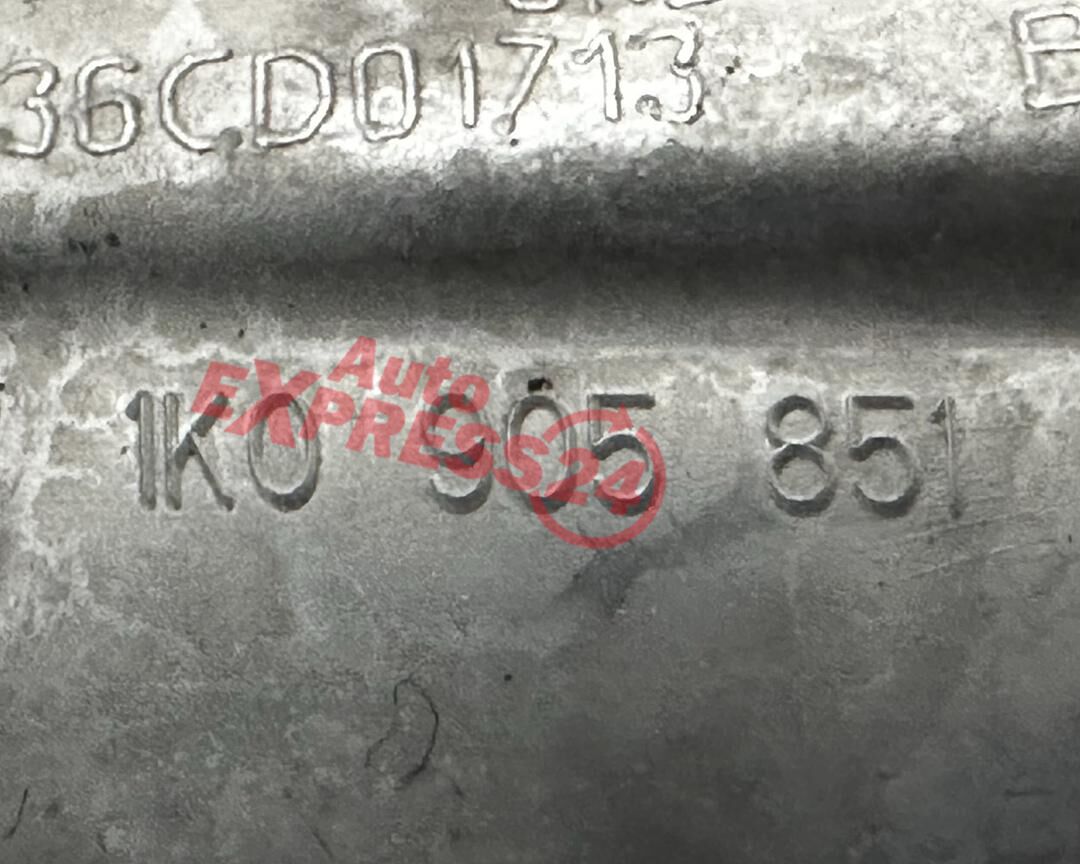 36CD01713
1K0 905 851
Auto
EXPRESS24